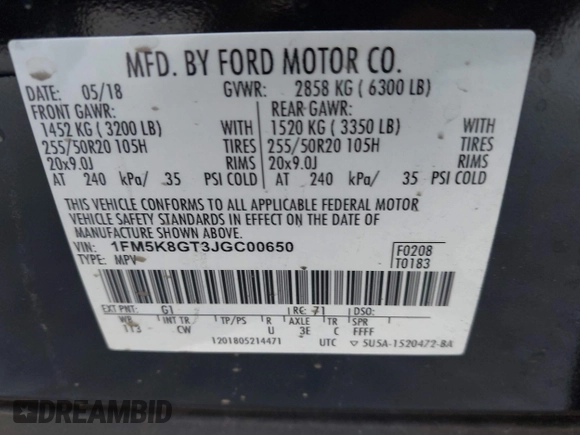 MFD. BY FORD MOTOR CO.
DATE: 05/18 GVWR: 2858 KG ( 6300 LB)
FRONT GAWR: REAR GAWR:
1452 KG ( 3200 LB) WITH 1520 KG ( 3350 LB) WITH
255/50R20 105H TIRES 255/50R20 105H TIRES
20x9.0J RIMS 20x9.0J RIMS
AT 240 kPa/ 35 PSI COLD AT 240 kPa/ 35 PSI COLD
THIS VEHICLE CONFORMS TO ALL APPLICABLE FEDERAL MOTOR
VEHICLE SAFETY STANDARDS IN EFFECT ON THE DATE OF
MANUFACTURE SHOWN ABOVE.
VIN: 1FM5K8GT3JGC00650 F0208
TYPE: MPV T0183
EXT PNT: G1 RC: 71 DSO:
WB INT TR TP/PS R AXLE TR SPR
113 CW U 3E C FFFF
1201805214471 UTC ▽ 5USA-1520472-BA
DREAMBID